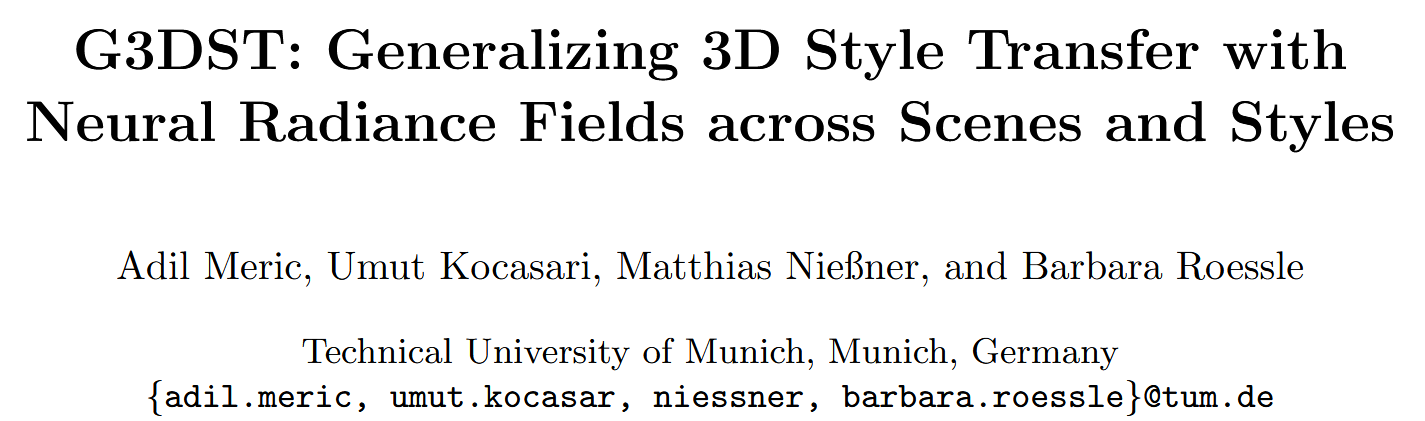 G3DST: Generalizing 3D Style Transfer with
Neural Radiance Fields across Scenes and Styles
Adil Meric, Umut Kocasari, Matthias Nießner, and Barbara Roessle
Technical University of Munich, Munich, Germany
{adil.meric, umut.kocasar, niessner, barbara.roessle}@tum.de